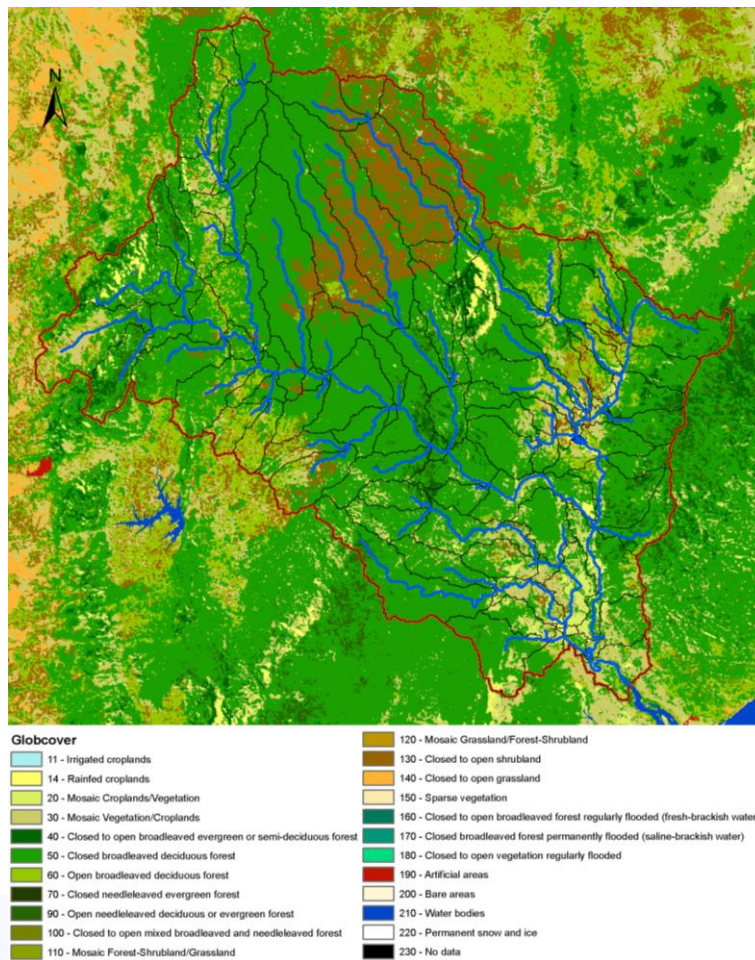 N
Globcover
11 - Irrigated croplands
14 - Rainfed croplands
20 - Mosaic Croplands/Vegetation
30 - Mosaic Vegetation/Croplands
40 - Closed to open broadleaved evergreen or semi-deciduous forest
50 - Closed broadleaved deciduous forest
60 - Open broadleaved deciduous forest
70 - Closed needleleaved evergreen forest
90 - Open needleleaved deciduous or evergreen forest
100 - Closed to open mixed broadleaved and needleleaved forest
110 - Mosaic Forest-Shrubland/Grassland
120 - Mosaic Grassland/Forest-Shrubland
130 - Closed to open shrubland
140 - Closed to open grassland
150 - Sparse vegetation
160 - Closed to open broadleaved forest regularly flooded (fresh-brackish water
170 - Closed broadleaved forest permanently flooded (saline-brackish water)
180 - Closed to open vegetation regularly flooded
190 - Artificial areas
200 - Bare areas
210 - Water bodies
220 - Permanent snow and ice
230 - No data